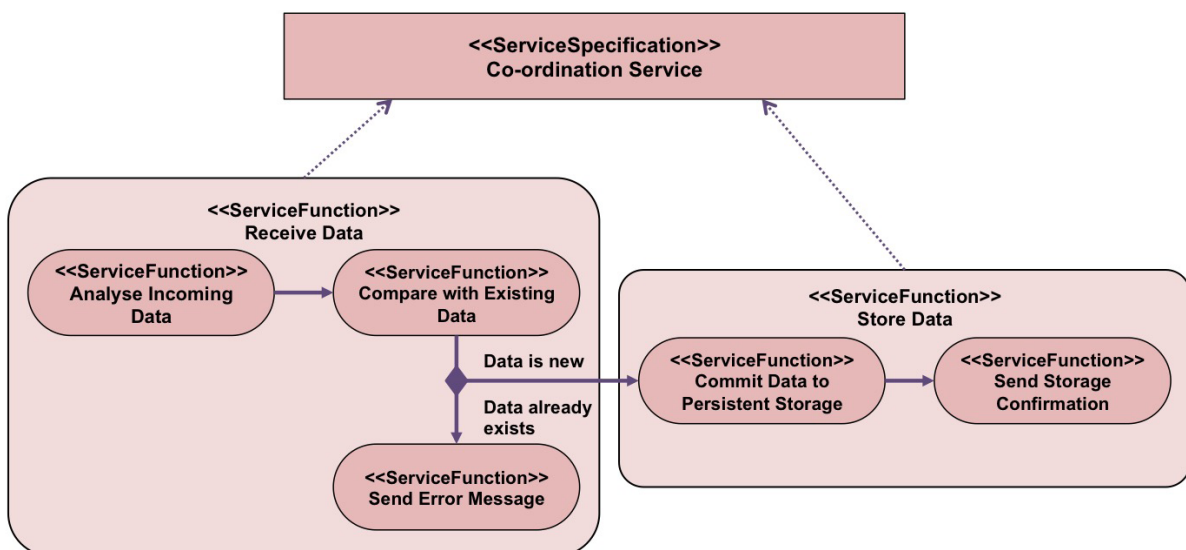 <<ServiceSpecification>>
Co-ordination Service
<<ServiceFunction>>
Receive Data
<<ServiceFunction>>
Analyse Incoming
Data
<<ServiceFunction>>
Compare with Existing
Data
Data is new
Data already
exists
<<ServiceFunction>>
Send Error Message
<<ServiceFunction>>
Store Data
<<ServiceFunction>>
Commit Data to
Persistent Storage
<<ServiceFunction>>
Send Storage
Confirmation